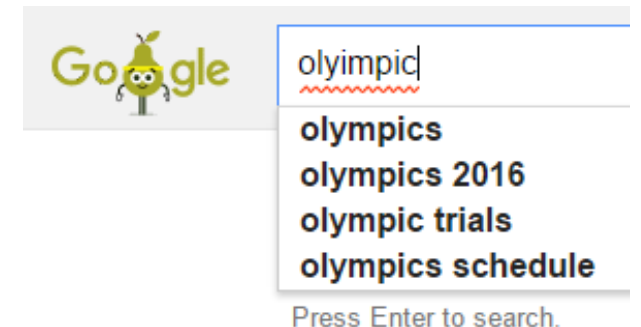 Google
olyimpic
olympics
olympics 2016
olympic trials
olympics schedule
Press Enter to search.